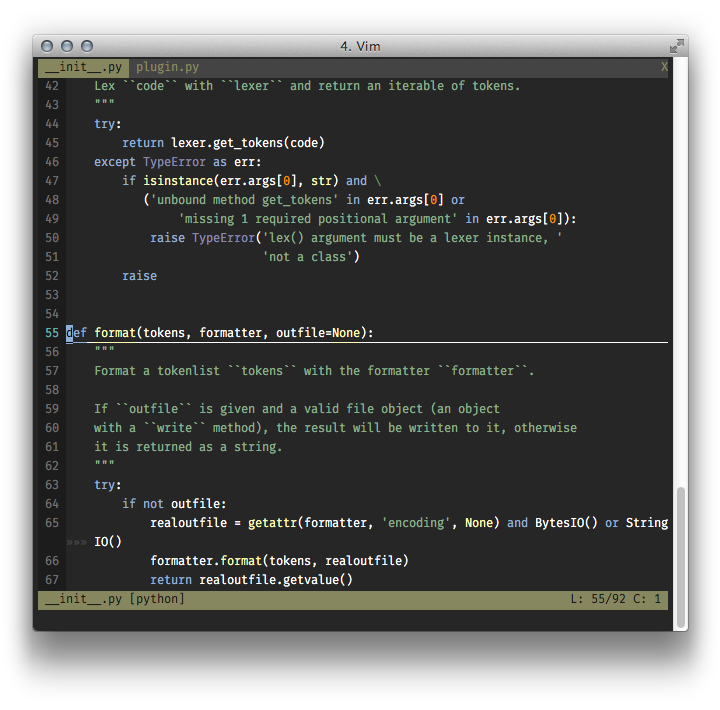 4. Vim
__init__.py plugin.py X
42 Lex ``code`` with ``lexer`` and return an iterable of tokens.
43 """
44 try:
45 return lexer.get_tokens(code)
46 except TypeError as err:
47 if isinstance(err.args[0], str) and \
48 ('unbound method get_tokens' in err.args[0] or
49 'missing 1 required positional argument' in err.args[0]):
50 raise TypeError('lex() argument must be a lexer instance, '
51 'not a class')
52 raise
53
54
55 def format(tokens, formatter, outfile=None):
56 """
57 Format a tokenlist ``tokens`` with the formatter ``formatter``.
58
59 If ``outfile`` is given and a valid file object (an object
60 with a ``write`` method), the result will be written to it, otherwise
61 it is returned as a string.
62 """
63 try:
64 if not outfile:
65 realoutfile = getattr(formatter, 'encoding', None) and BytesIO() or String
»»» IO()
66 formatter.format(tokens, realoutfile)
67 return realoutfile.getvalue()
__init__.py [python] L: 55/92 C: 1